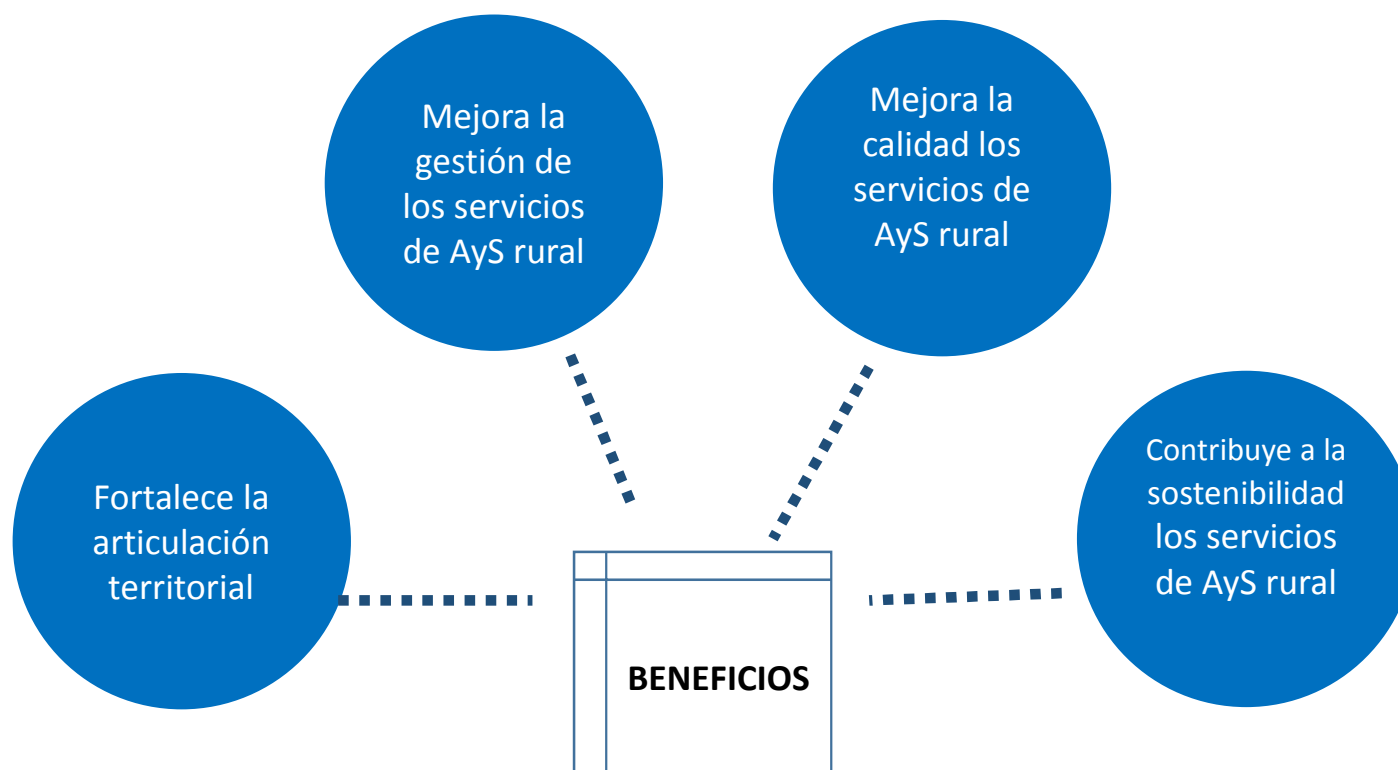 Mejora la
gestión de
los servicios
de AyS rural
Mejora la
calidad los
servicios de
AyS rural
Fortalece la
articulación
territorial
Contribuye a la
sostenibilidad
los servicios
de AyS rural
BENEFICIOS